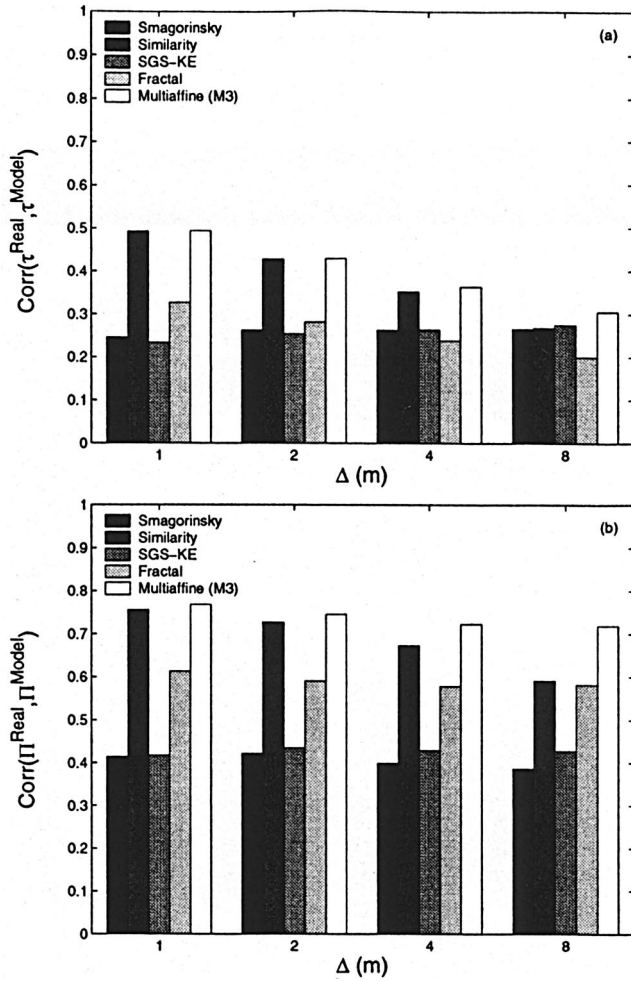 1
0.9
0.8
0.7
0.6
0.5
0.4
0.3
0.2
0.1
0
Corr(τ^Real,τ^Model)
Smagorinsky
Similarity
SGS−KE
Fractal
Multiaffine (M3)
(a)
1 2 4 8
Δ (m)
1
0.9
0.8
0.7
0.6
0.5
0.4
0.3
0.2
0.1
0
Corr(Π^Real,Π^Model)
Smagorinsky
Similarity
SGS−KE
Fractal
Multiaffine (M3)
(b)
1 2 4 8
Δ (m)